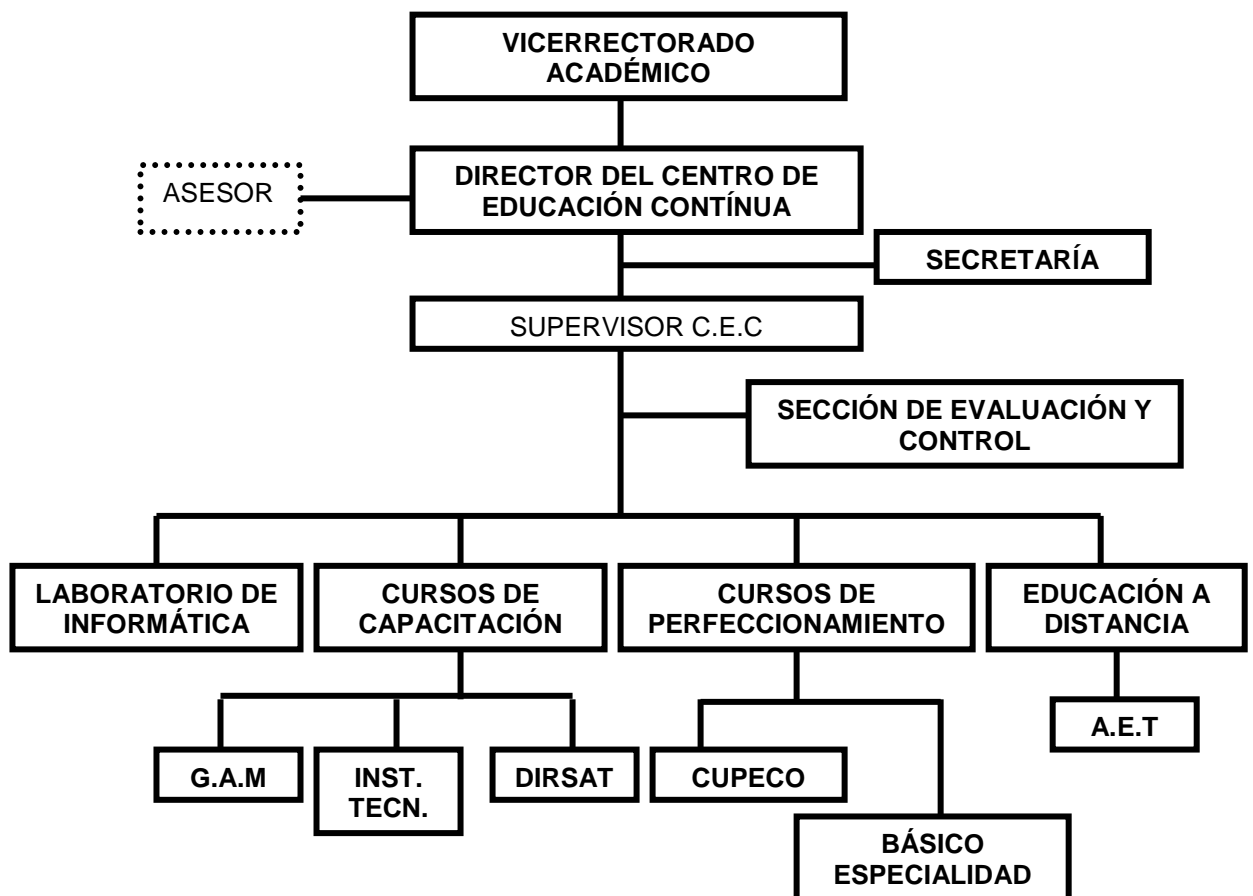 VICERRECTORADO
ACADÉMICO
ASESOR
DIRECTOR DEL CENTRO DE
EDUCACIÓN CONTÍNUA
SECRETARÍA
SUPERVISOR C.E.C
SECCIÓN DE EVALUACIÓN Y
CONTROL
LABORATORIO DE
INFORMÁTICA
CURSOS DE
CAPACITACIÓN
CURSOS DE
PERFECCIONAMIENTO
EDUCACIÓN A
DISTANCIA
G.A.M
INST.
TECN.
DIRSAT
CUPECO
BÁSICO
ESPECIALIDAD
A.E.T